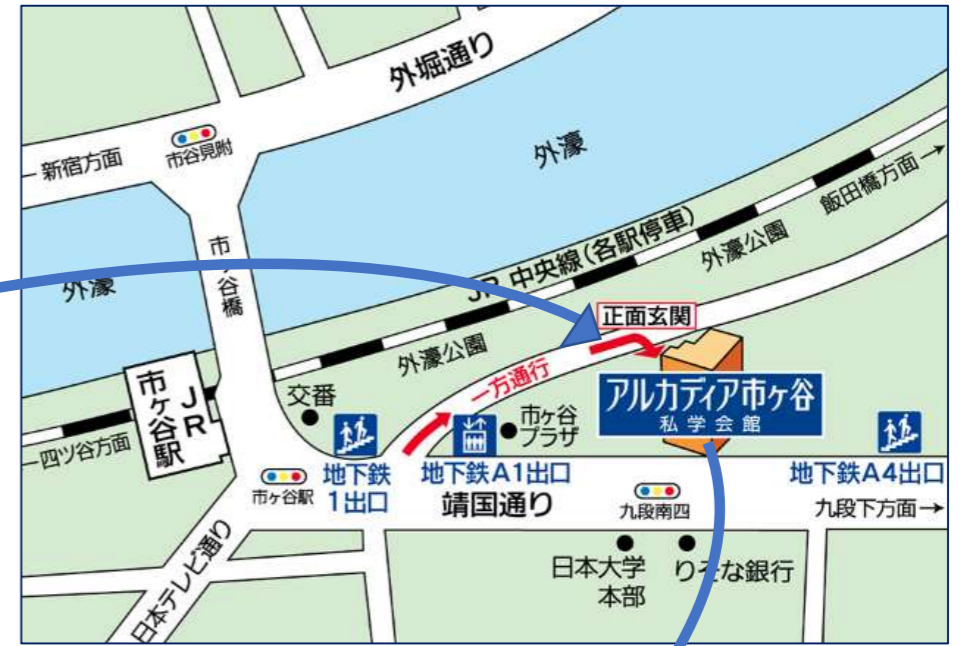 外堀通り
←新宿方面
市谷見附
外濠
飯田橋方面→
市ヶ谷橋
外濠
JR 中央線(各駅停車)
外濠公園
正面玄関
外濠公園
一方通行
アルカディア市ヶ谷
私学会館
JR
市ヶ谷駅
交番
市ヶ谷
プラザ
←四ツ谷方面
地下鉄
1出口
地下鉄A1出口
地下鉄A4出口
市ヶ谷駅
靖国通り
九段南四
九段下方面→
日本テレビ通り
日本大学
本部
りそな銀行